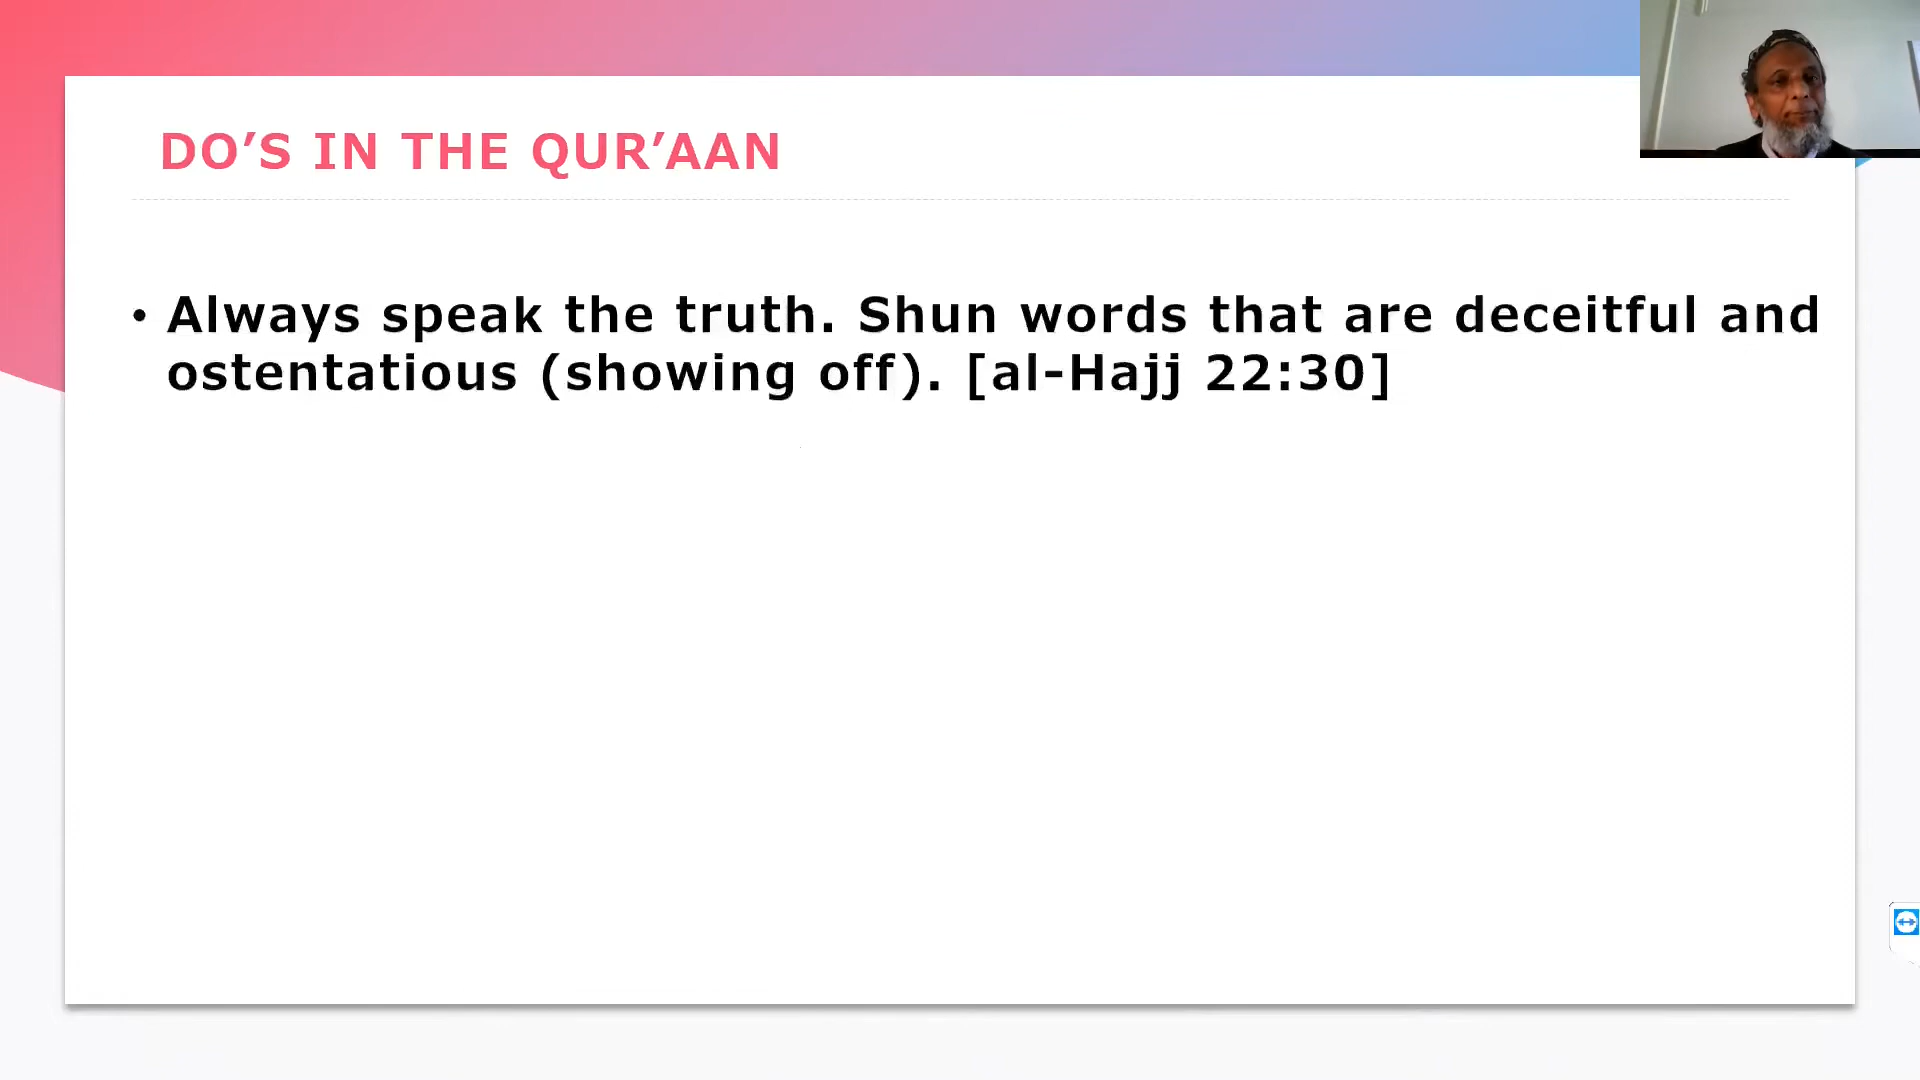 DO’S IN THE QUR’AAN
• Always speak the truth. Shun words that are deceitful and
ostentatious (showing off). [al-Hajj 22:30]